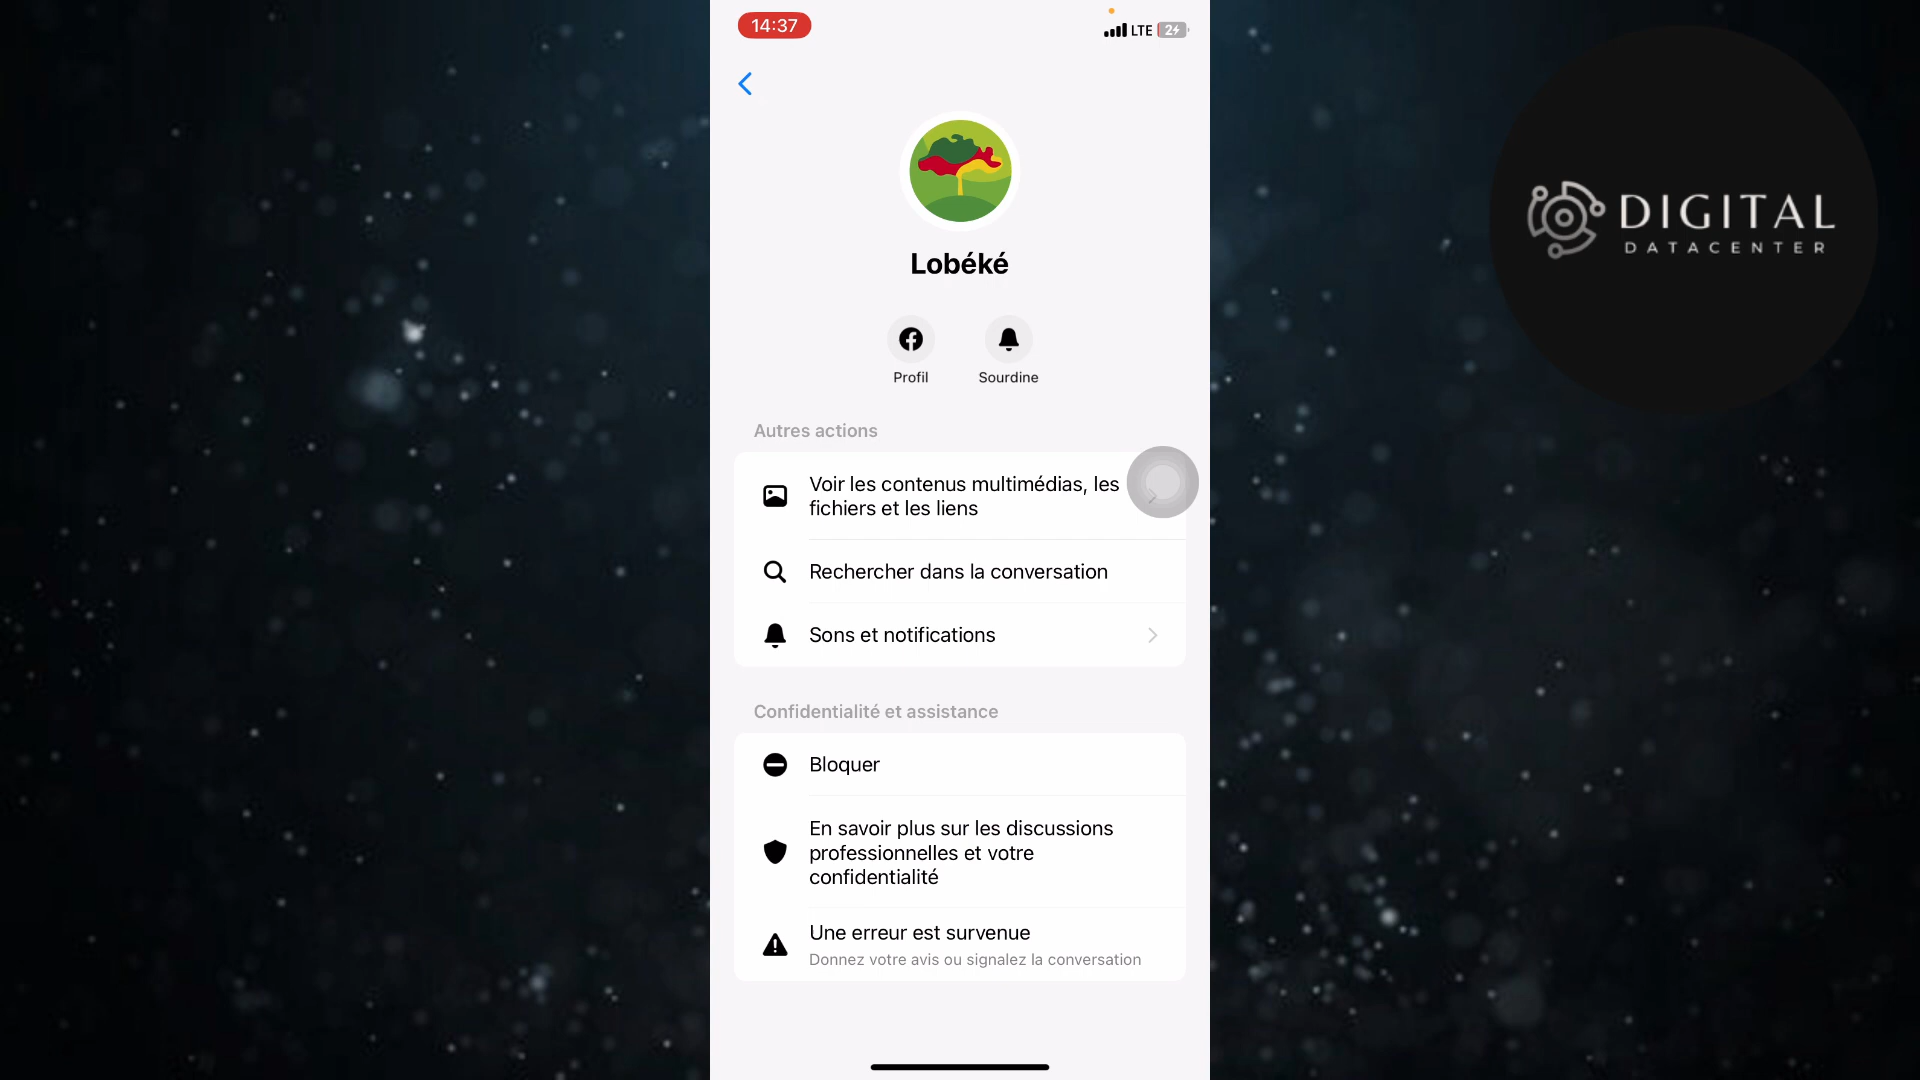 14:37
LTE 2
DIGITAL
DATACENTER
Lobéké
Profil
Sourdine
Autres actions
Voir les contenus multimédias, les
fichiers et les liens
Rechercher dans la conversation
Sons et notifications
Confidentialité et assistance
Bloquer
En savoir plus sur les discussions
professionnelles et votre
confidentialité
Une erreur est survenue
Donnez votre avis ou signalez la conversation